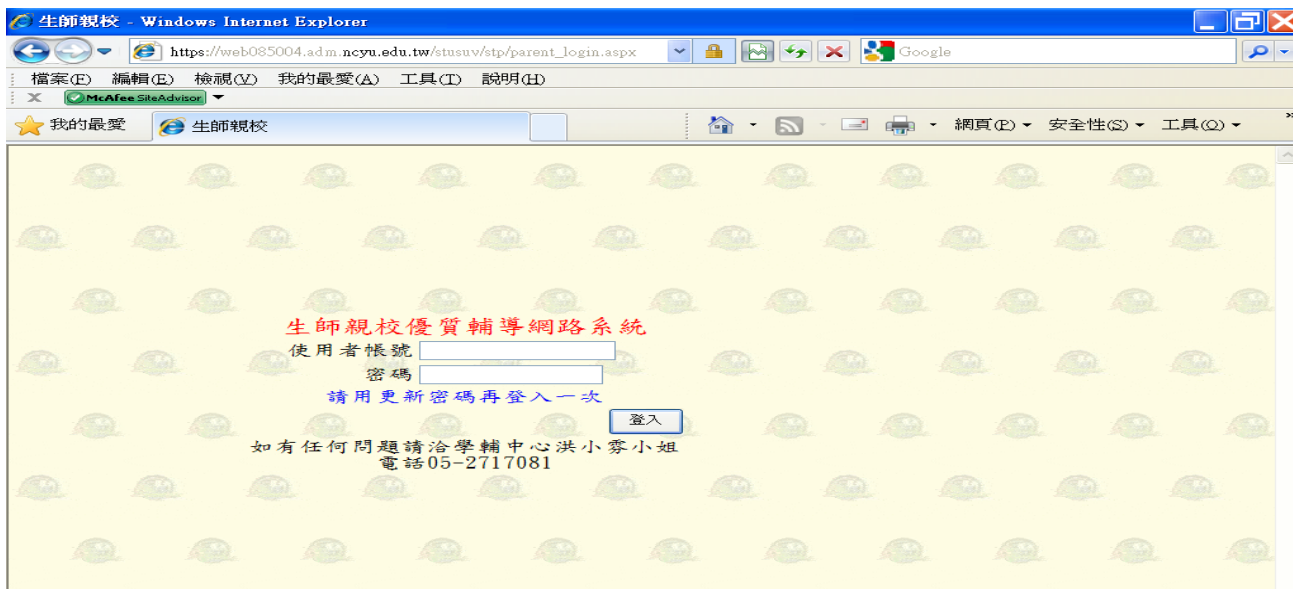 生師親校 - Windows Internet Explorer
https://web085004.adm.ncyu.edu.tw/stusuv/stp/parent_login.aspx
Google
檔案(F) 編輯(E) 檢視(V) 我的最愛(A) 工具(T) 說明(H)
McAfee SiteAdvisor
我的最愛 生師親校 網頁(P) 安全性(S) 工具(O) »
生師親校優質輔導網路系統
使用者帳號
密碼
請用更新密碼再登入一次
登入
如有任何問題請洽學輔中心洪小雰小姐
電話05-2717081